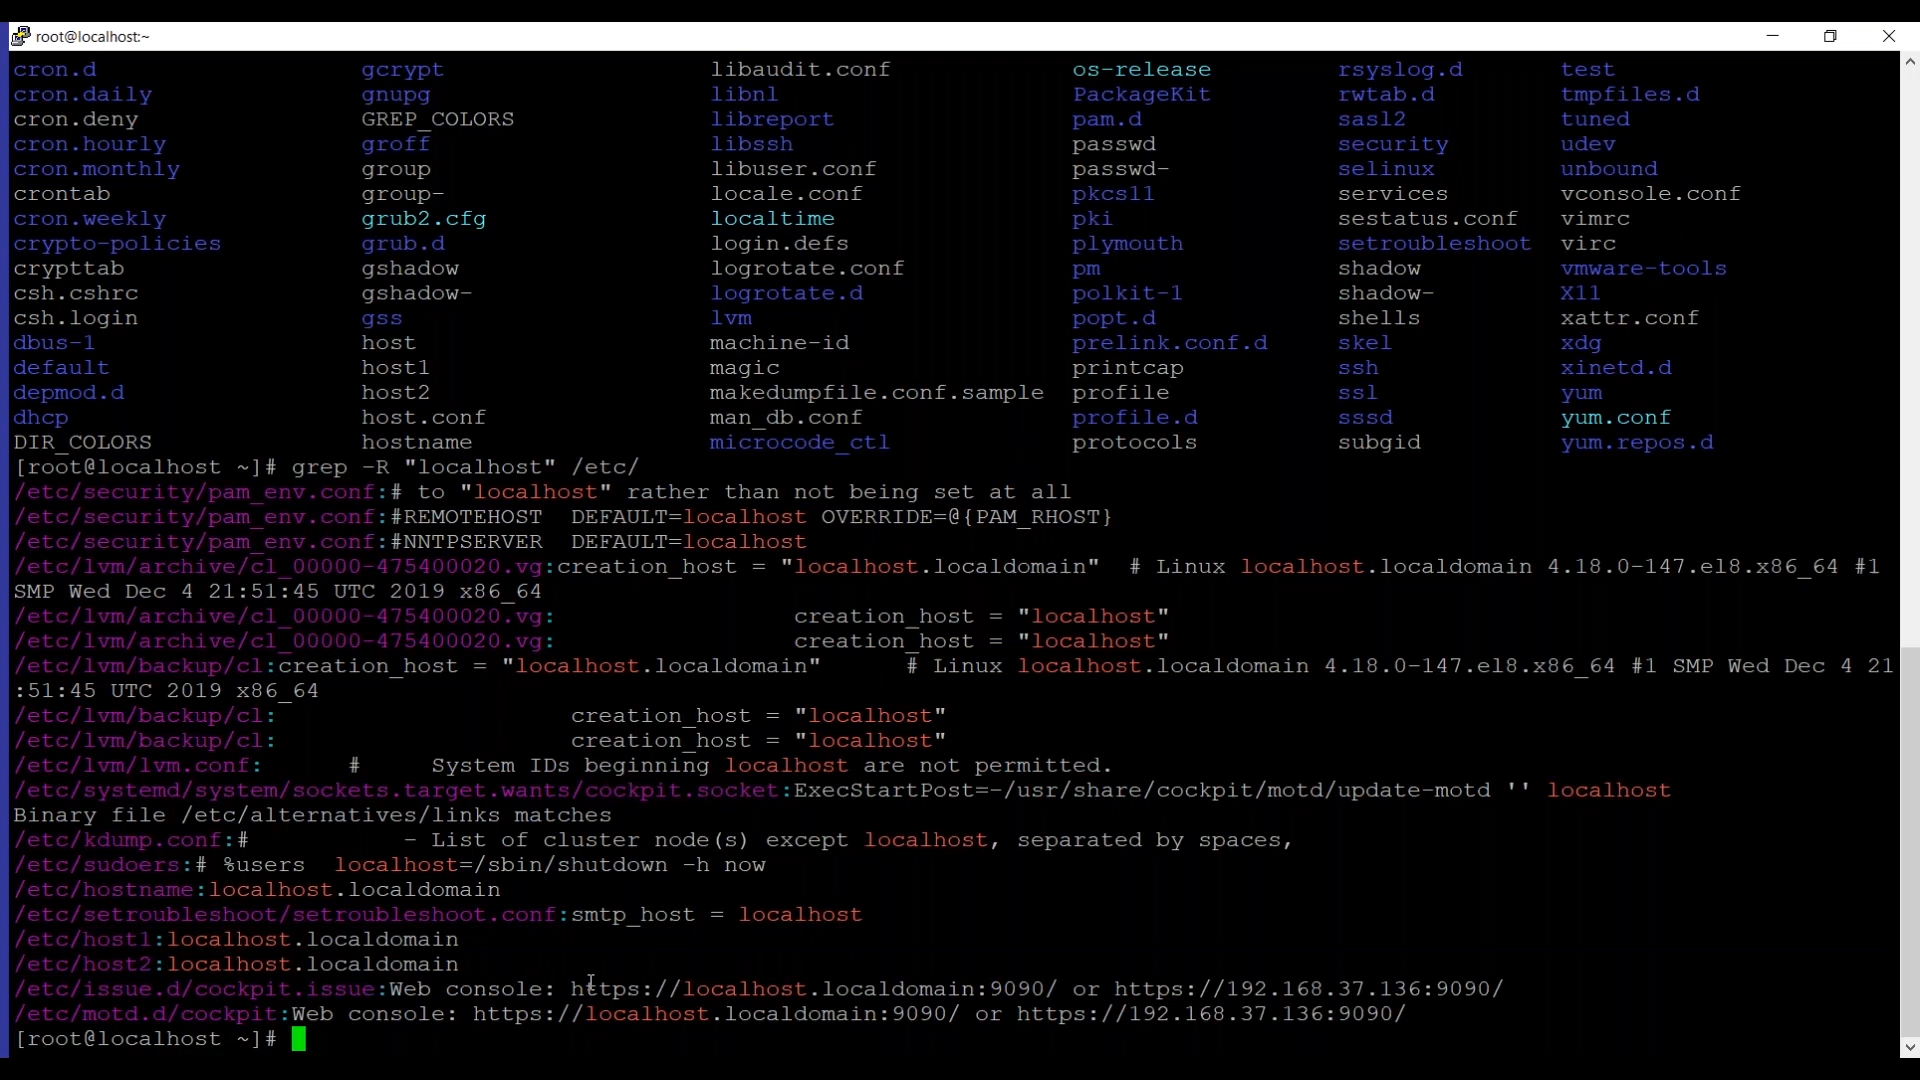 root@localhost:~
cron.d gcrypt libaudit.conf os-release rsyslog.d test
cron.daily gnupg libnl PackageKit rwtab.d tmpfiles.d
cron.deny GREP_COLORS libreport pam.d sasl2 tuned
cron.hourly groff libssh passwd security udev
cron.monthly group libuser.conf passwd- selinux unbound
crontab group- locale.conf pkcs11 services vconsole.conf
cron.weekly grub2.cfg localtime pki sestatus.conf vimrc
crypto-policies grub.d login.defs plymouth setroubleshoot virc
crypttab gshadow logrotate.conf pm shadow vmware-tools
csh.cshrc gshadow- logrotate.d polkit-1 shadow- X11
csh.login gss lvm popt.d shells xattr.conf
dbus-1 host machine-id prelink.conf.d skel xdg
default host1 magic printcap ssh xinetd.d
depmod.d host2 makedumpfile.conf.sample profile ssl yum
dhcp host.conf man_db.conf profile.d sssd yum.conf
DIR_COLORS hostname microcode_ctl protocols subgid yum.repos.d
[root@localhost ~]# grep -R "localhost" /etc/
/etc/security/pam_env.conf:# to "localhost" rather than not being set at all
/etc/security/pam_env.conf:#REMOTEHOST DEFAULT=localhost OVERRIDE=@{PAM_RHOST}
/etc/security/pam_env.conf:#NNTPSERVER DEFAULT=localhost
/etc/lvm/archive/cl_00000-475400020.vg:creation_host = "localhost.localdomain" # Linux localhost.localdomain 4.18.0-147.el8.x86_64 #1
SMP Wed Dec 4 21:51:45 UTC 2019 x86_64
/etc/lvm/archive/cl_00000-475400020.vg: creation_host = "localhost"
/etc/lvm/archive/cl_00000-475400020.vg: creation_host = "localhost"
/etc/lvm/backup/cl:creation_host = "localhost.localdomain" # Linux localhost.localdomain 4.18.0-147.el8.x86_64 #1 SMP Wed Dec 4 21
:51:45 UTC 2019 x86_64
/etc/lvm/backup/cl: creation_host = "localhost"
/etc/lvm/backup/cl: creation_host = "localhost"
/etc/lvm/lvm.conf: # System IDs beginning localhost are not permitted.
/etc/systemd/system/sockets.target.wants/cockpit.socket:ExecStartPost=-/usr/share/cockpit/motd/update-motd '' localhost
Binary file /etc/alternatives/links matches
/etc/kdump.conf:# - List of cluster node(s) except localhost, separated by spaces,
/etc/sudoers:# %users localhost=/sbin/shutdown -h now
/etc/hostname:localhost.localdomain
/etc/setroubleshoot/setroubleshoot.conf:smtp_host = localhost
/etc/host1:localhost.localdomain
/etc/host2:localhost.localdomain
/etc/issue.d/cockpit.issue:Web console: https://localhost.localdomain:9090/ or https://192.168.37.136:9090/
/etc/motd.d/cockpit:Web console: https://localhost.localdomain:9090/ or https://192.168.37.136:9090/
[root@localhost ~]#